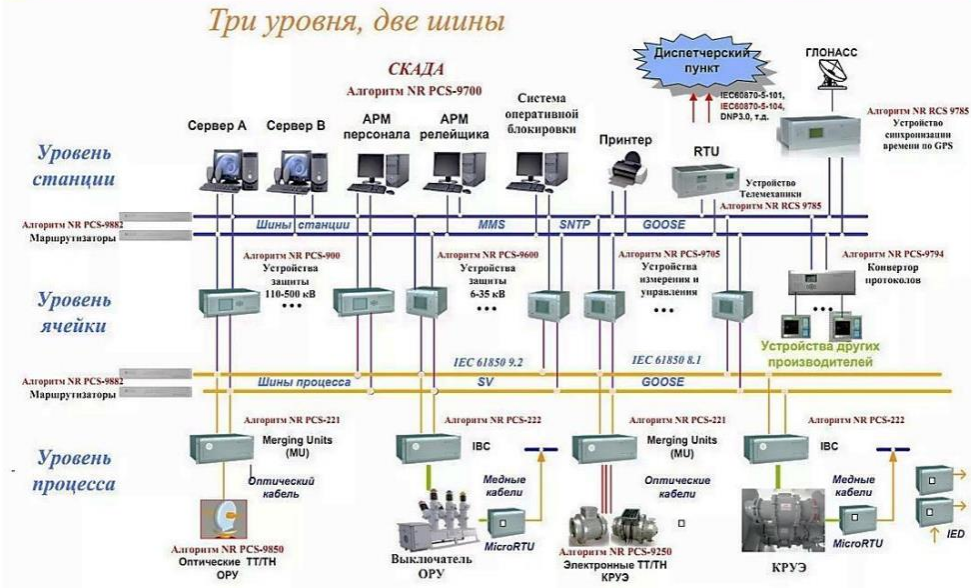 Три уровня, две шины
СКАДА
Алгоритм NR PCS-9700
Диспетчерский
пункт
ГЛОНАСС
IEC60870-5-101,
IEC60870-5-104,
DNP3.0, т.д.
Алгоритм NR RCS 9785
Устройство
синхронизации
времени по GPS
Уровень
станции
Сервер A
Сервер B
АРМ
персонала
АРМ
релейщика
Система
оперативной
блокировки
Принтер
RTU
Устройство
Телемеханики
Алгоритм NR RCS 9785
Алгоритм NR PCS-9882
Маршрутизаторы
Шины станции
MMS
SNTP
GOOSE
Уровень
ячейки
Алгоритм NR PCS-900
Устройства
защиты
110-500 кВ
...
Алгоритм NR PCS-9600
Устройства
защиты
6-35 кВ
...
Алгоритм NR PCS-9705
Устройства
измерения и
управления
...
Алгоритм NR PCS-9794
Конвертор
протоколов
...
Устройства других
производителей
IEC 61850 9.2
IEC 61850 8.1
Алгоритм NR PCS-9882
Маршрутизаторы
Шины процесса
SV
GOOSE
Уровень
процесса
Алгоритм NR PCS-221
Merging Units
(MU)
Оптический
кабель
Алгоритм NR PCS-9850
Оптические ТТ/ТН
ОРУ
Алгоритм NR PCS-222
IBC
Медные
кабели
MicroRTU
Выключатель
ОРУ
Алгоритм NR PCS-221
Merging Units
(MU)
Оптические
кабели
Алгоритм NR PCS-9250
Электронные ТТ/ТН
КРУЭ
Алгоритм NR PCS-222
IBC
Медные
кабели
MicroRTU
КРУЭ
IED